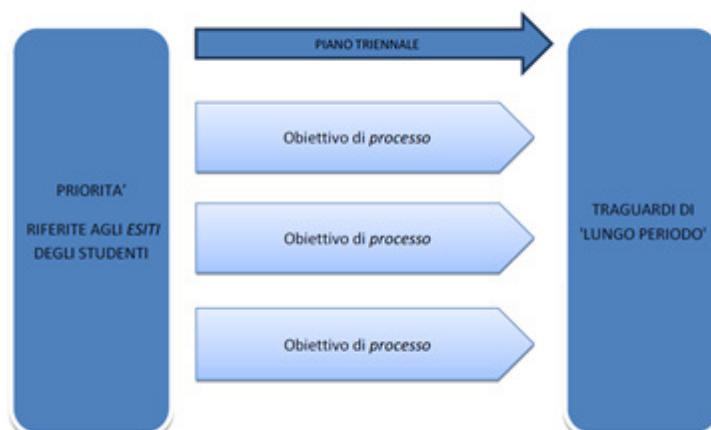 PIANO TRIENNALE
PRIORITA'
RIFERITE AGLI ESITI
DEGLI STUDENTI
Obiettivo di processo
Obiettivo di processo
Obiettivo di processo
TRAGUARDI DI
'LUNGO PERIODO'